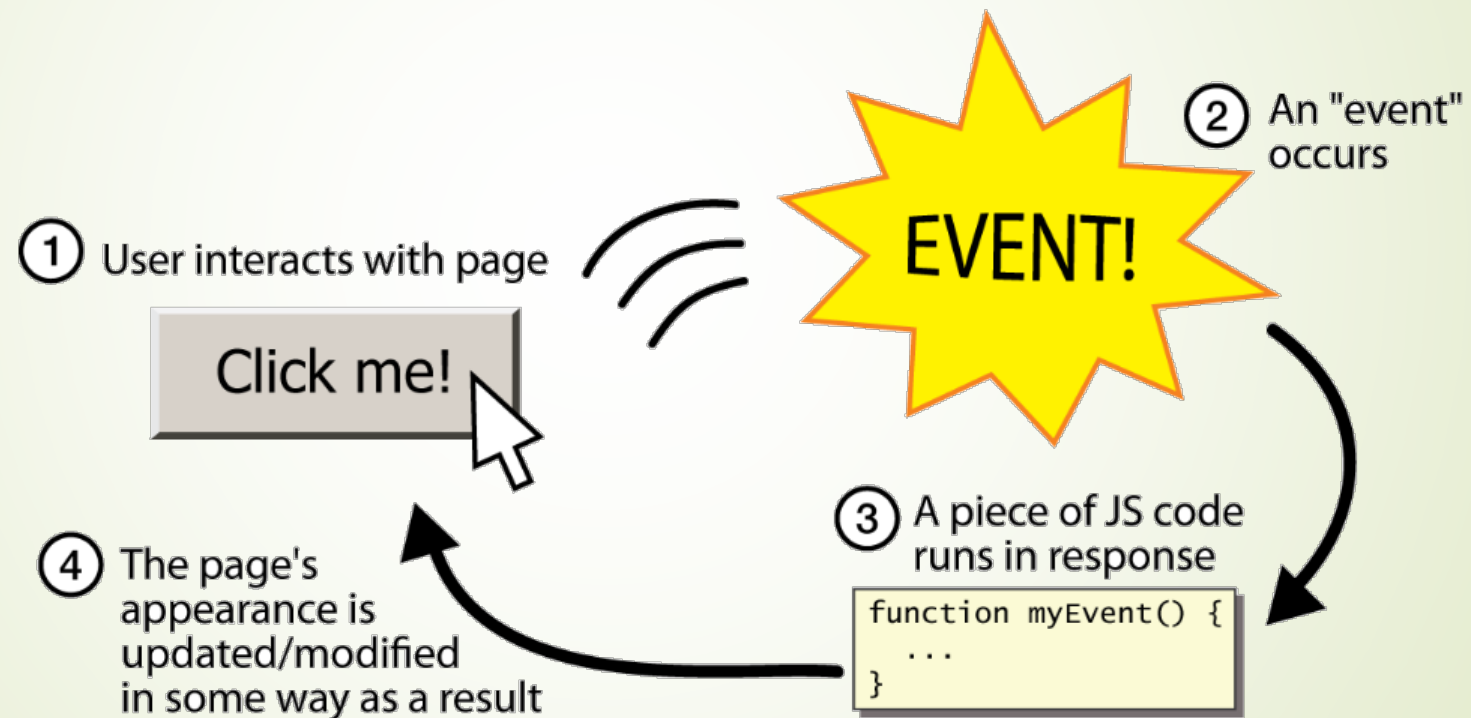 1 User interacts with page
Click me!
EVENT!
2 An "event"
occurs
3 A piece of JS code
runs in response
function myEvent() {
...
}
4 The page's
appearance is
updated/modified
in some way as a result